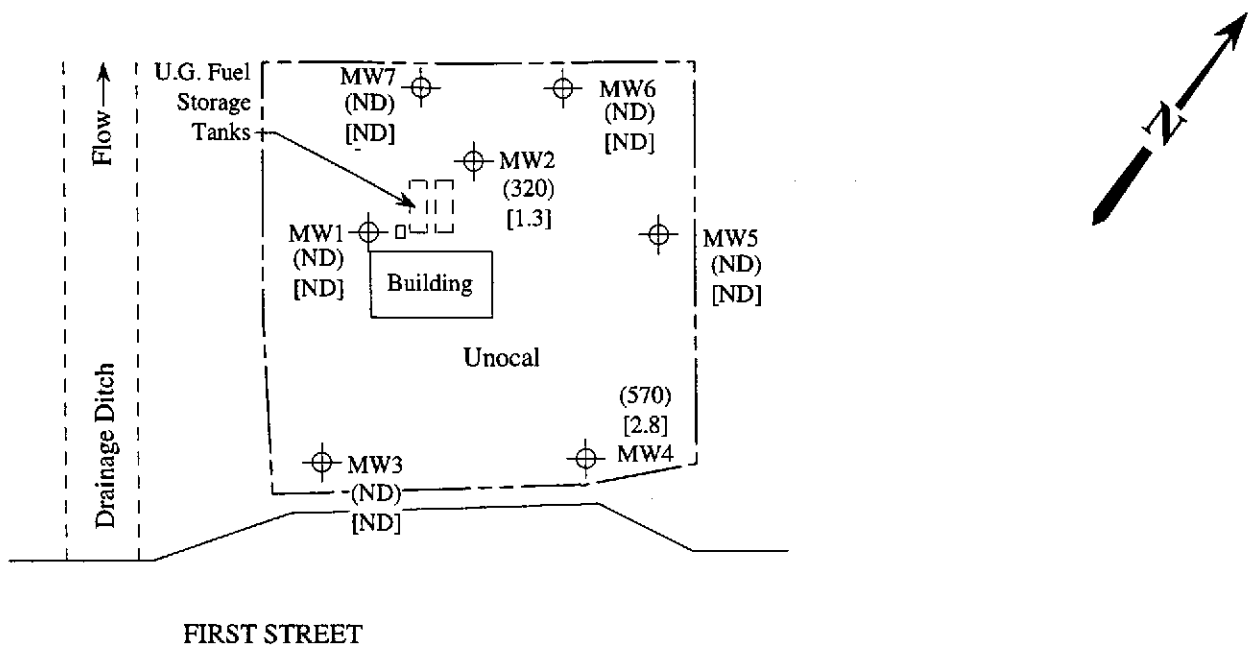 N
Flow
Drainage Ditch
U.G. Fuel
Storage
Tanks
MW7
(ND)
[ND]
MW6
(ND)
[ND]
MW2
(320)
[1.3]
MW1
(ND)
[ND]
MW5
(ND)
[ND]
Building
Unocal
(570)
[2.8]
MW4
MW3
(ND)
[ND]
FIRST STREET